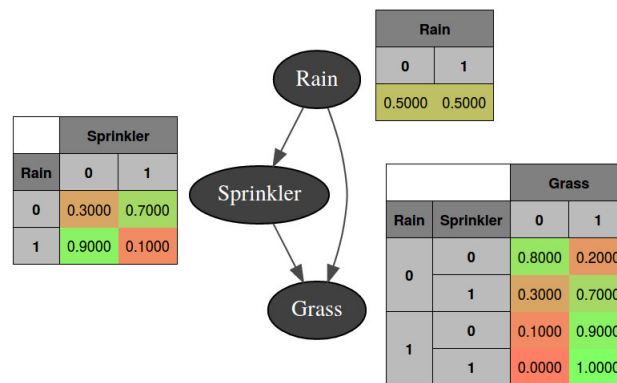 Rain
0 1
0.5000 0.5000
Rain
Sprinkler
Rain 0 1
0 0.3000 0.7000
1 0.9000 0.1000
Sprinkler
Grass
Rain Sprinkler 0 1
0 0 0.8000 0.2000
1 0.3000 0.7000
1 0 0.1000 0.9000
1 0.0000 1.0000
Grass